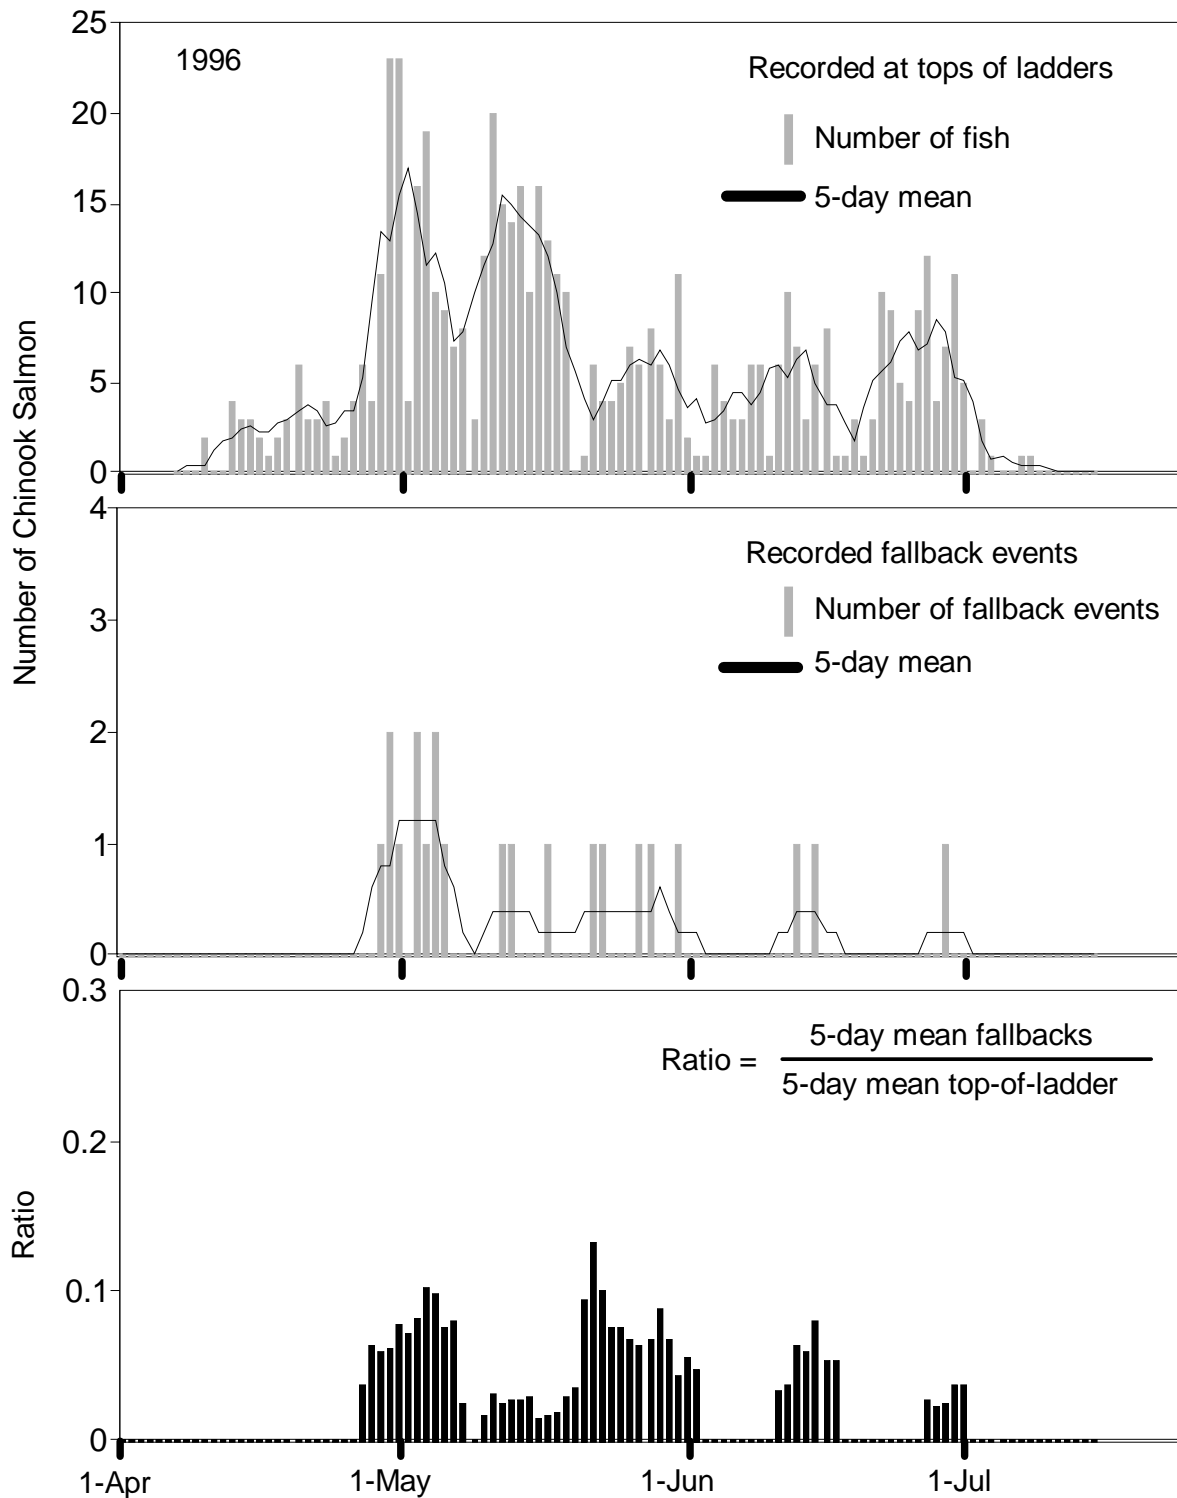 25
20
15
10
5
0
1996
Recorded at tops of ladders
Number of fish
5-day mean
Number of Chinook Salmon
4
3
2
1
0
Recorded fallback events
Number of fallback events
5-day mean
0.3
0.2
0.1
0
Ratio
Ratio =
5-day mean fallbacks
5-day mean top-of-ladder
1-Apr
1-May
1-Jun
1-Jul